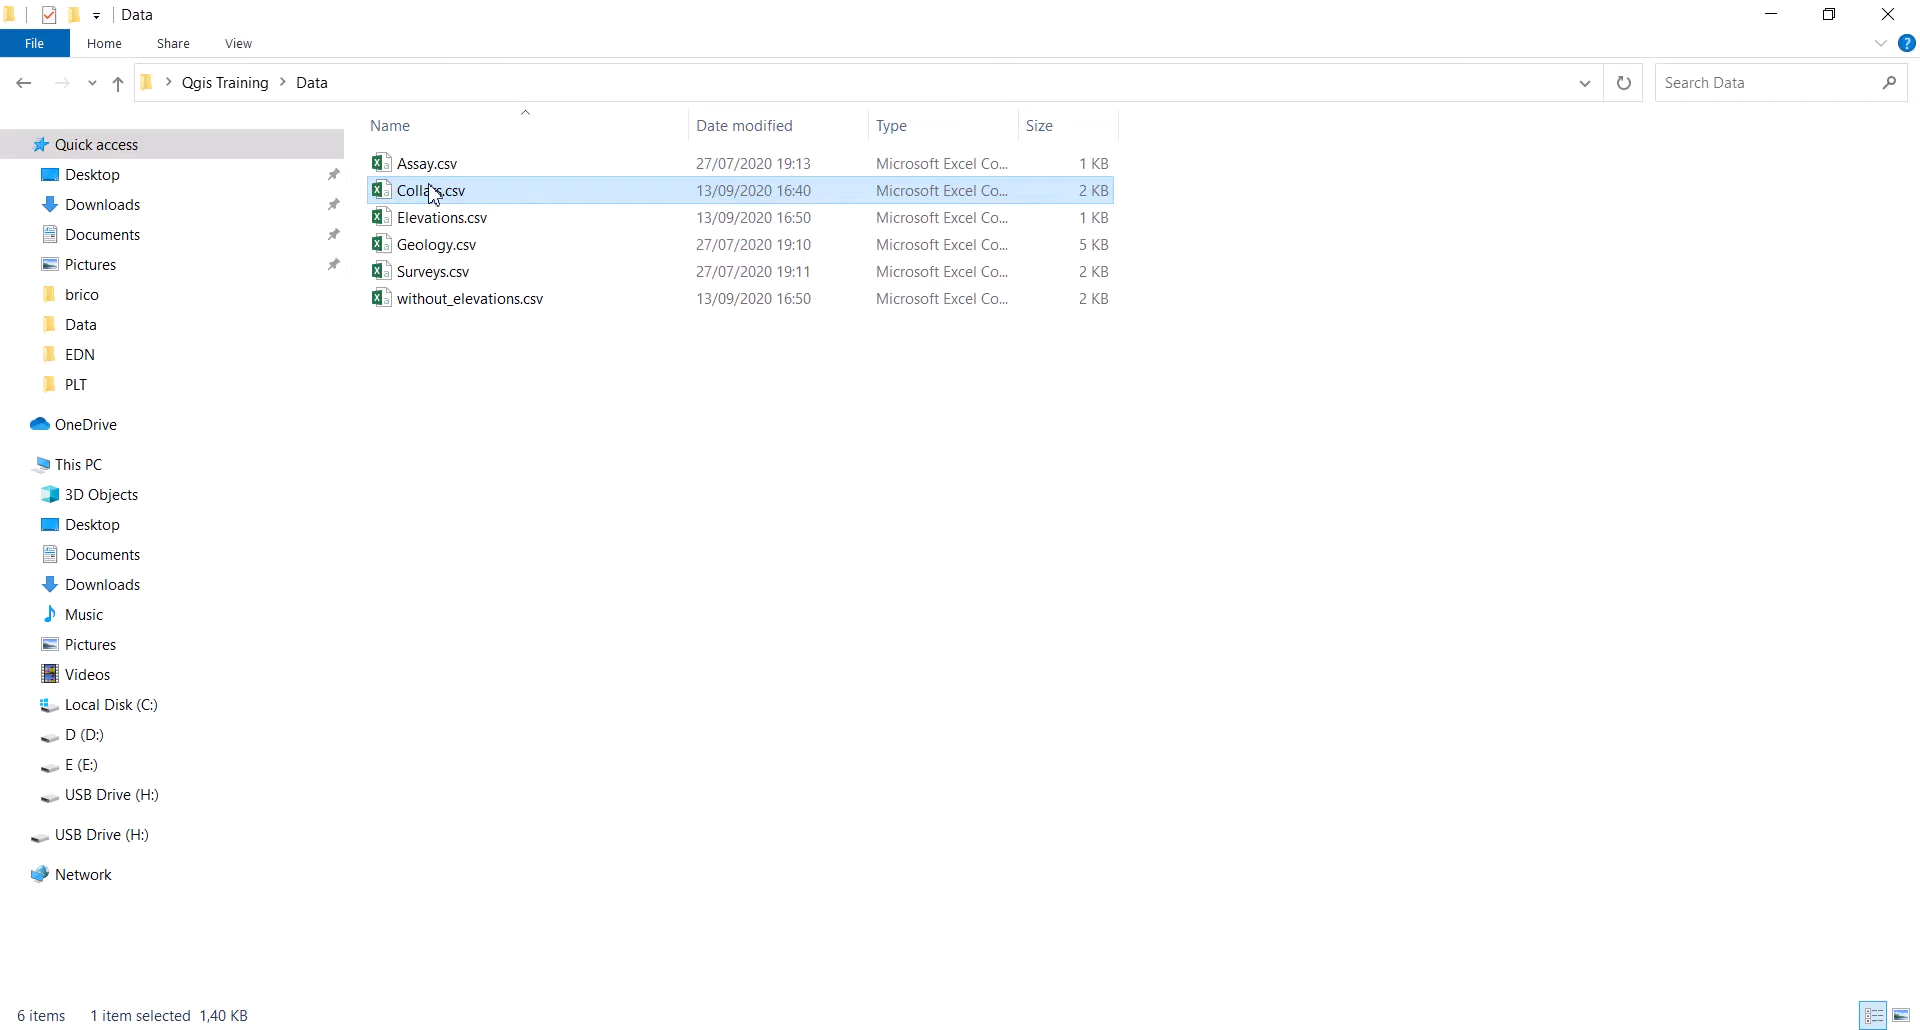 Data
File Home Share View
Qgis Training Data Search Data
Name Date modified Type Size
Quick access
Desktop
Downloads
Documents
Pictures
brico
Data
EDN
PLT
OneDrive
This PC
3D Objects
Desktop
Documents
Downloads
Music
Pictures
Videos
Local Disk (C:)
D (D:)
E (E:)
USB Drive (H:)
USB Drive (H:)
Network
Assay.csv 27/07/2020 19:13 Microsoft Excel Co... 1 KB
Collars.csv 13/09/2020 16:40 Microsoft Excel Co... 2 KB
Elevations.csv 13/09/2020 16:50 Microsoft Excel Co... 1 KB
Geology.csv 27/07/2020 19:10 Microsoft Excel Co... 5 KB
Surveys.csv 27/07/2020 19:11 Microsoft Excel Co... 2 KB
without_elevations.csv 13/09/2020 16:50 Microsoft Excel Co... 2 KB
6 items 1 item selected 1,40 KB